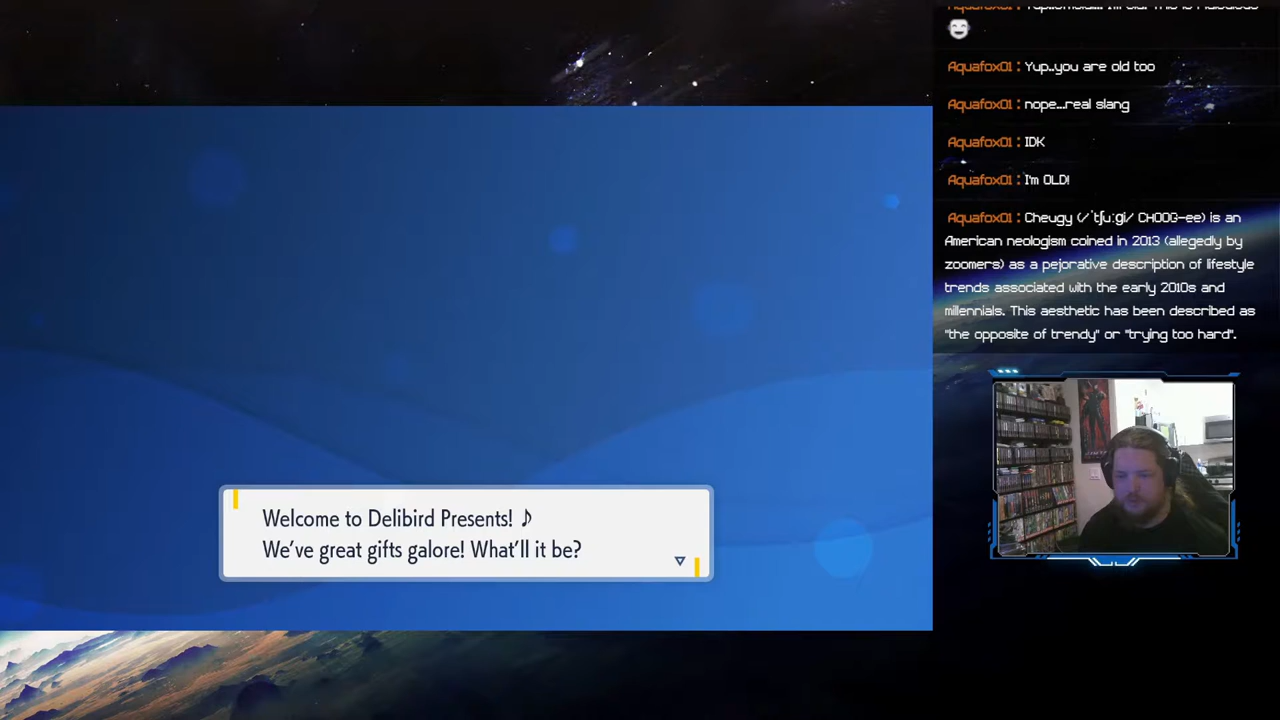 Welcome to Delibird Presents! ♪
We've great gifts galore! What'll it be?
Aquafox01 :
Aquafox01 : Yup..you are old too
Aquafox01 : nope...real slang
Aquafox01 : IDK
Aquafox01 : I'm OLD!
Aquafox01 : Cheugy (/ˈtʃuːɡi/ CHOOG-ee) is an
American neologism coined in 2013 (allegedly by
zoomers) as a pejorative description of lifestyle
trends associated with the early 2010s and
millennials. This aesthetic has been described as
"the opposite of trendy" or "trying too hard".